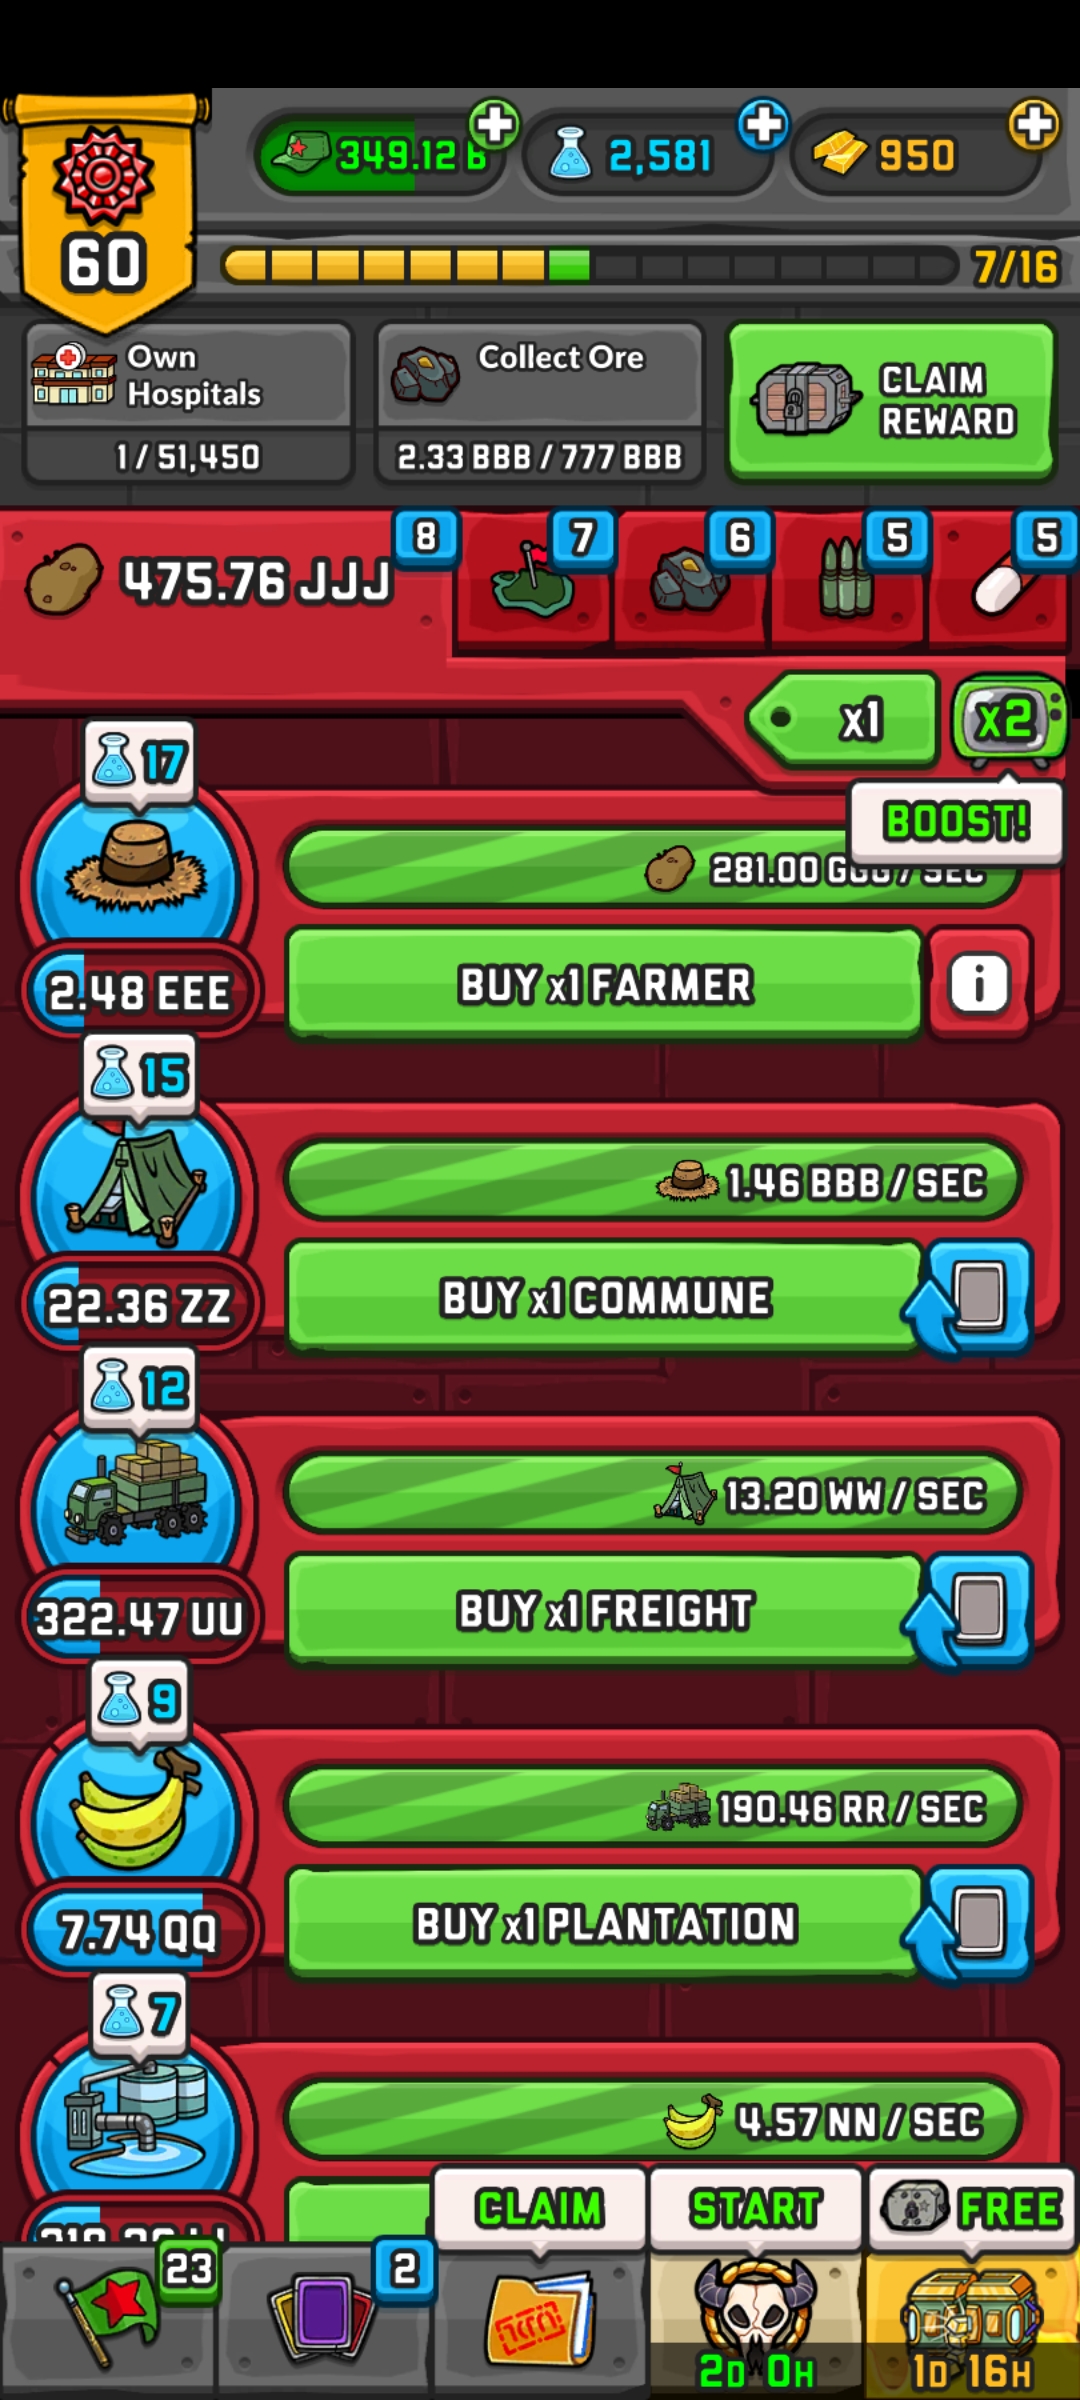 349.12 B
2,581
950
60
7/16
Own
Hospitals
1 / 51,450
Collect Ore
2.33 BBB / 777 BBB
CLAIM
REWARD
475.76 JJJ
8
7
6
5
5
x1
x2
BOOST!
17
281.00 GGG / SEC
2.48 EEE
BUY x1 FARMER
i
15
1.46 BBB / SEC
22.36 ZZ
BUY x1 COMMUNE
12
13.20 WW / SEC
322.47 UU
BUY x1 FREIGHT
9
190.46 RR / SEC
7.74 QQ
BUY x1 PLANTATION
7
4.57 NN / SEC
CLAIM
START
FREE
23
2
2D 0H
1D 16H